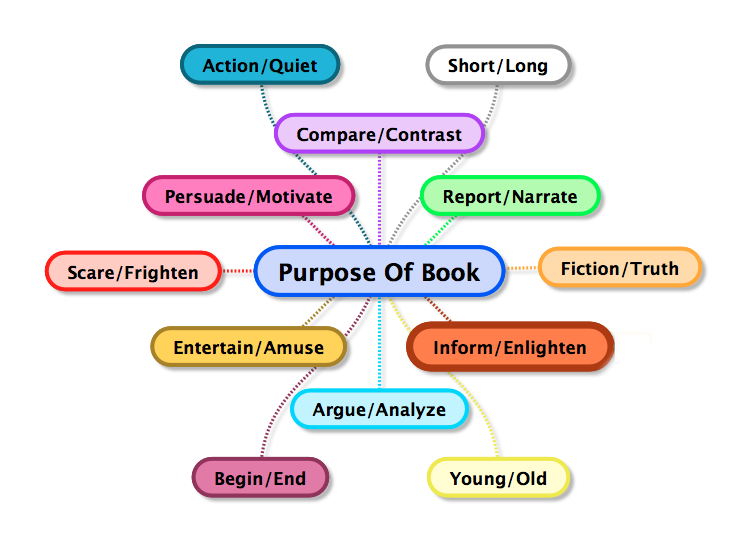 Action/Quiet
Short/Long
Compare/Contrast
Persuade/Motivate
Report/Narrate
Scare/Frighten
Purpose Of Book
Fiction/Truth
Entertain/Amuse
Inform/Enlighten
Argue/Analyze
Begin/End
Young/Old